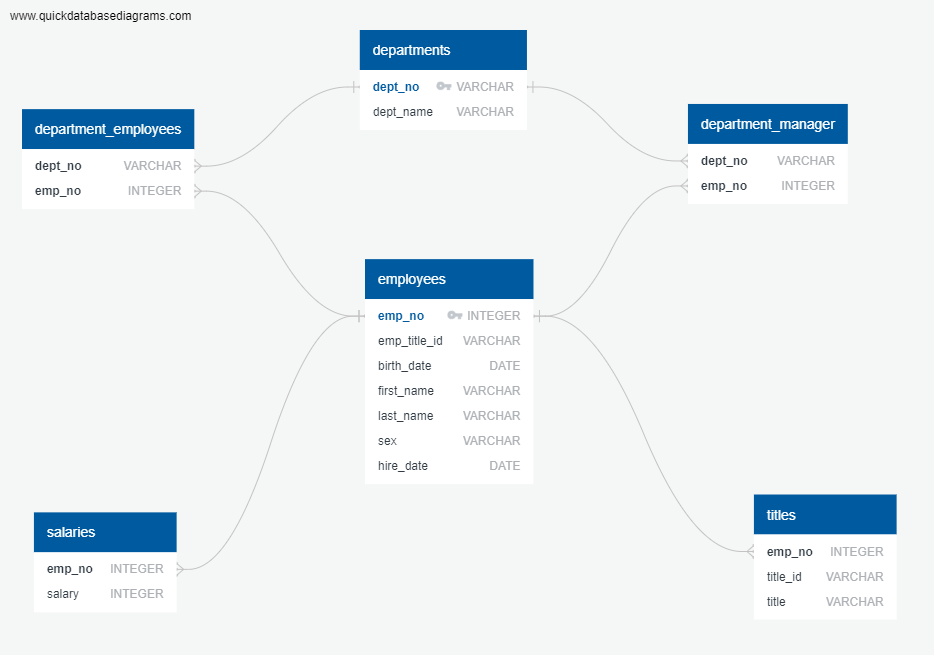 www.quickdatabasediagrams.com
departments
dept_no VARCHAR
dept_name VARCHAR
department_employees
dept_no VARCHAR
emp_no INTEGER
department_manager
dept_no VARCHAR
emp_no INTEGER
employees
emp_no INTEGER
emp_title_id VARCHAR
birth_date DATE
first_name VARCHAR
last_name VARCHAR
sex VARCHAR
hire_date DATE
salaries
emp_no INTEGER
salary INTEGER
titles
emp_no INTEGER
title_id VARCHAR
title VARCHAR